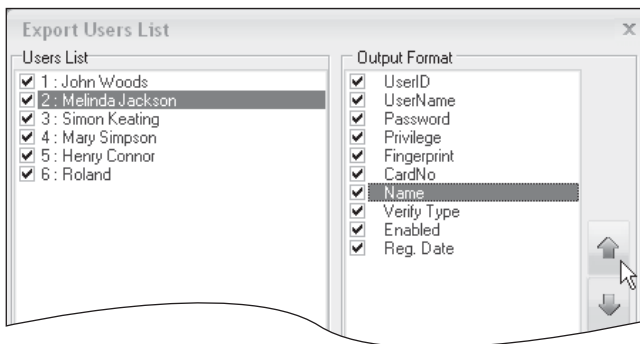 Export Users List
X
Users List
1 : John Woods
2 : Melinda Jackson
3 : Simon Keating
4 : Mary Simpson
5 : Henry Connor
6 : Roland
Output Format
UserID
UserName
Password
Privilege
Fingerprint
CardNo
Name
Verify Type
Enabled
Reg. Date